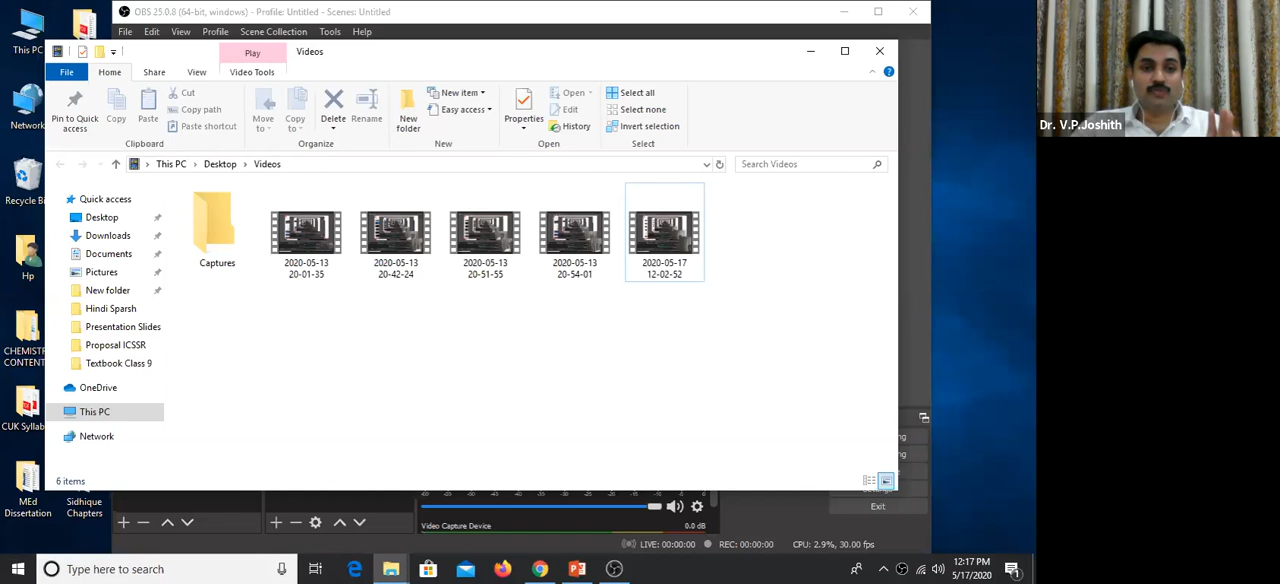 OBS 25.0.8 (64-bit, windows) - Profile: Untitled - Scenes: Untitled
File Edit View Profile Scene Collection Tools Help
Play
Videos
File Home Share View Video Tools
Pin to Quick access
Copy
Paste
Cut
Copy path
Paste shortcut
Clipboard
Move to
Copy to
Delete
Rename
Organize
New folder
New item
Easy access
New
Properties
Open
Edit
History
Open
Select all
Select none
Invert selection
Select
This PC > Desktop > Videos
Search Videos
Quick access
Desktop
Downloads
Documents
Pictures
New folder
Hindi Sparsh
Presentation Slides
Proposal ICSSR
Textbook Class 9
OneDrive
This PC
Network
Captures
2020-05-13 20-01-35
2020-05-13 20-42-24
2020-05-13 20-51-55
2020-05-13 20-54-01
2020-05-17 12-02-52
6 items
This PC
Network
Recycle Bi
Hp
CHEMISTR
CONTENT
CUK Syllab
MEd
Dissertation
Sidhique
Chapters
Exit
Video Capture Device
0.0 dB
LIVE: 00:00:00 REC: 00:00:00 CPU: 2.9%, 30.00 fps
Type here to search
12:17 PM
5/17/2020
Dr. V.P.Joshith